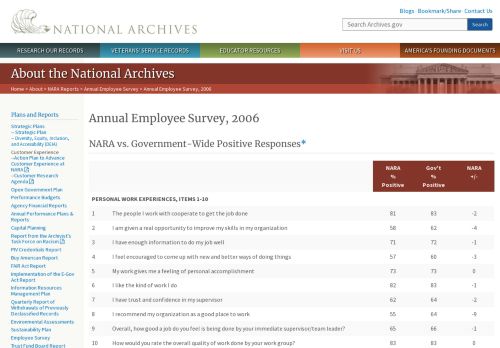 NATIONAL ARCHIVES
Blogs · Bookmark/Share · Contact Us
Search Archives.gov
Search
RESEARCH OUR RECORDS
VETERANS' SERVICE RECORDS
EDUCATOR RESOURCES
VISIT US
AMERICA'S FOUNDING DOCUMENTS
About the National Archives
Home > About > NARA Reports > Annual Employee Survey > Annual Employee Survey, 2006
Plans and Reports
Strategic Plans
– Strategic Plan
– Diversity, Equity, Inclusion, and Accessibility (DEIA)
Customer Experience
–Action Plan to Advance
Customer Experience at
NARA
–Customer Research
Agenda
Open Government Plan
Performance Budgets
Agency Financial Reports
Annual Performance Plans &
Reports
Capital Planning
Report from the Archivist's
Task Force on Racism
PIV Credentials Report
Buy American Report
FAIR Act Report
Implementation of the E-Gov
Act Report
Information Resources
Management Plan
Quarterly Report of
Withdrawals of Previously
Declassified Records
Environmental Assessments
Sustainability Plan
Employee Survey
Trust Fund Board Report
Annual Employee Survey, 2006
NARA vs. Government-Wide Positive Responses*
NARA % Positive
Gov't % Positive
NARA +/-
PERSONAL WORK EXPERIENCES, ITEMS 1-10
1 The people I work with cooperate to get the job done 81 83 -2
2 I am given a real opportunity to improve my skills in my organization 58 62 -4
3 I have enough information to do my job well 71 72 -1
4 I feel encouraged to come up with new and better ways of doing things 57 60 -3
5 My work gives me a feeling of personal accomplishment 73 73 0
6 I like the kind of work I do 82 83 -1
7 I have trust and confidence in my supervisor 62 64 -2
8 I recommend my organization as a good place to work 55 64 -9
9 Overall, how good a job do you feel is being done by your immediate supervisor/team leader? 65 66 -1
10 How would you rate the overall quality of work done by your work group? 83 83 0